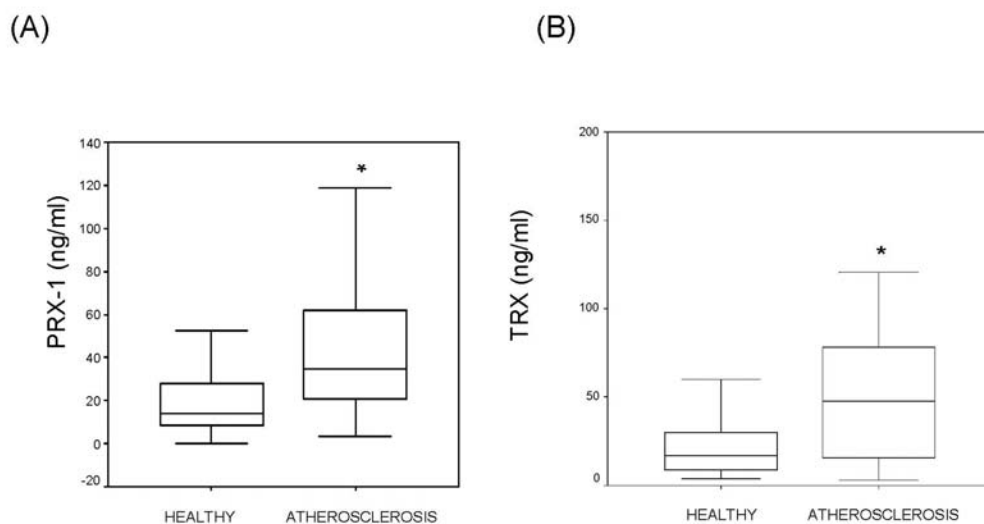 (A)
(B)
PRX-1 (ng/ml)
140
120
100
80
60
40
20
0
-20
*
HEALTHY
ATHEROSCLEROSIS
TRX (ng/ml)
200
150
100
50
0
*
HEALTHY
ATHEROSCLEROSIS